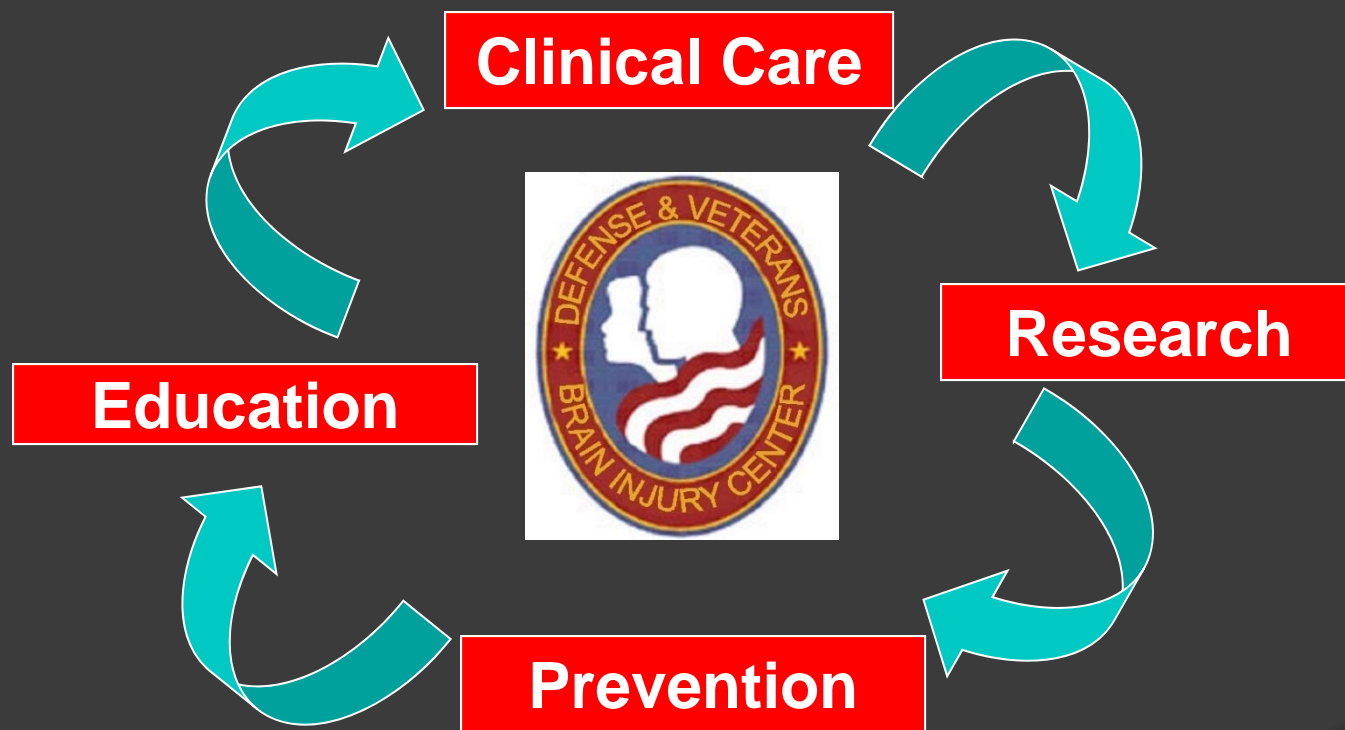 Clinical Care
DEFENSE & VETERANS
BRAIN INJURY CENTER
Research
Education
Prevention